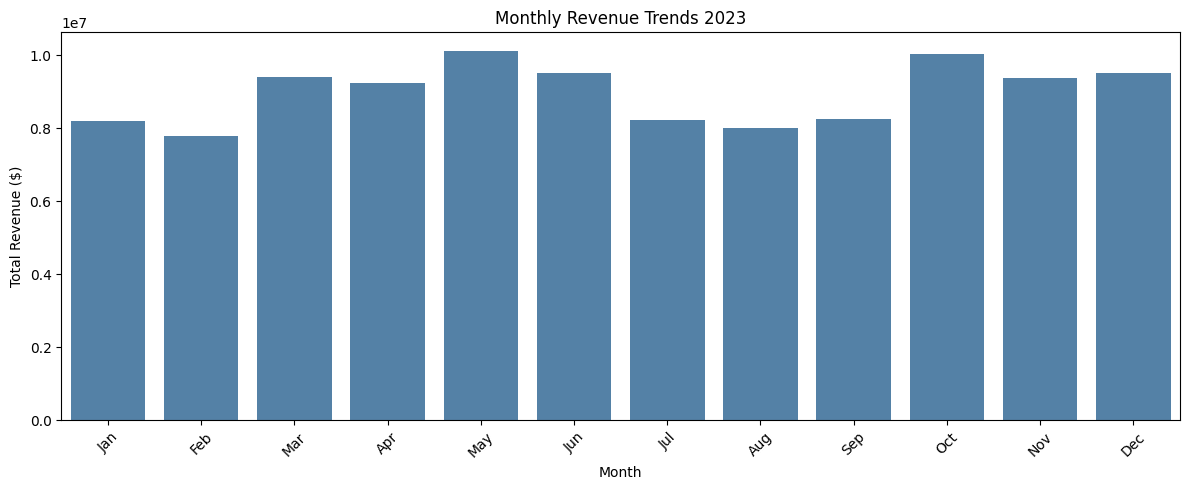 Monthly Revenue Trends 2023
1e7
Total Revenue ($)
1.0
0.8
0.6
0.4
0.2
0.0
Jan Feb Mar Apr May Jun Jul Aug Sep Oct Nov Dec
Month